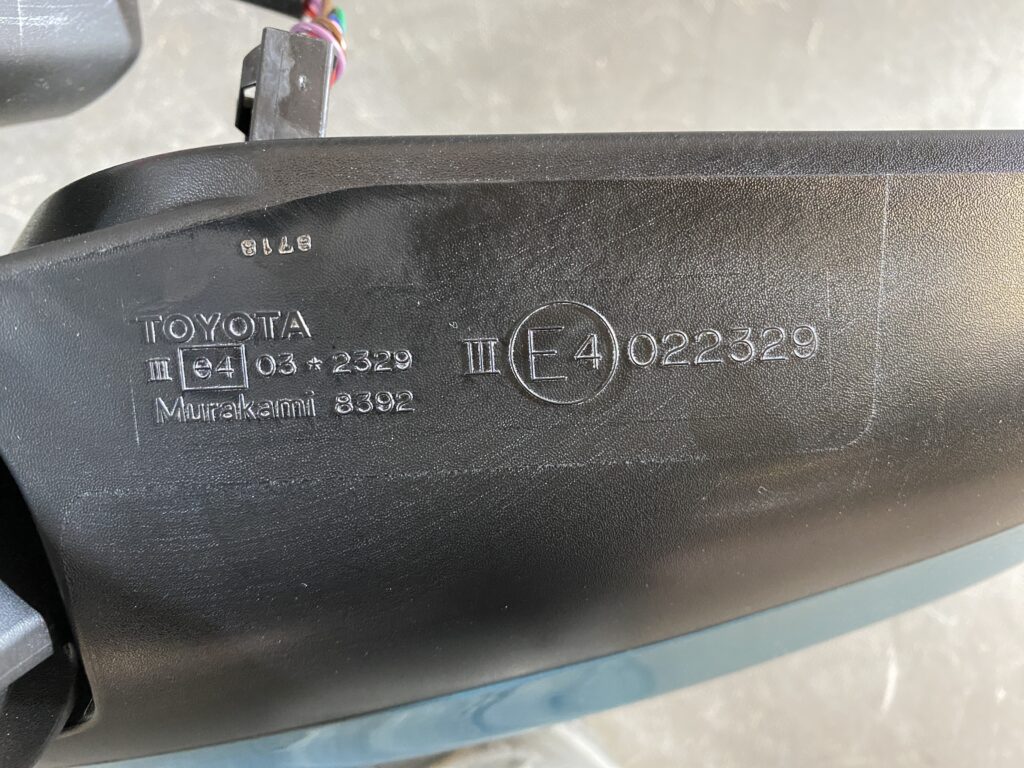 8718
TOYOTA
III e4 03*2329
Murakami 8392
III E4 022329